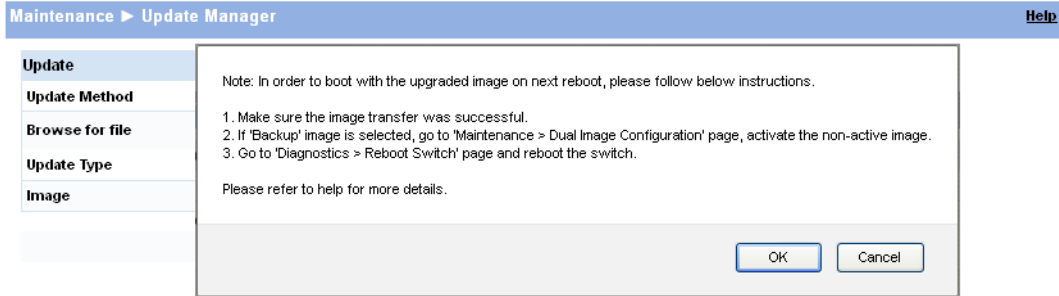 Maintenance ► Update Manager
Help
Update
Update Method
Browse for file
Update Type
Image
Note: In order to boot with the upgraded image on next reboot, please follow below instructions.
1. Make sure the image transfer was successful.
2. If 'Backup' image is selected, go to 'Maintenance > Dual Image Configuration' page, activate the non-active image.
3. Go to 'Diagnostics > Reboot Switch' page and reboot the switch.
Please refer to help for more details.
OK
Cancel